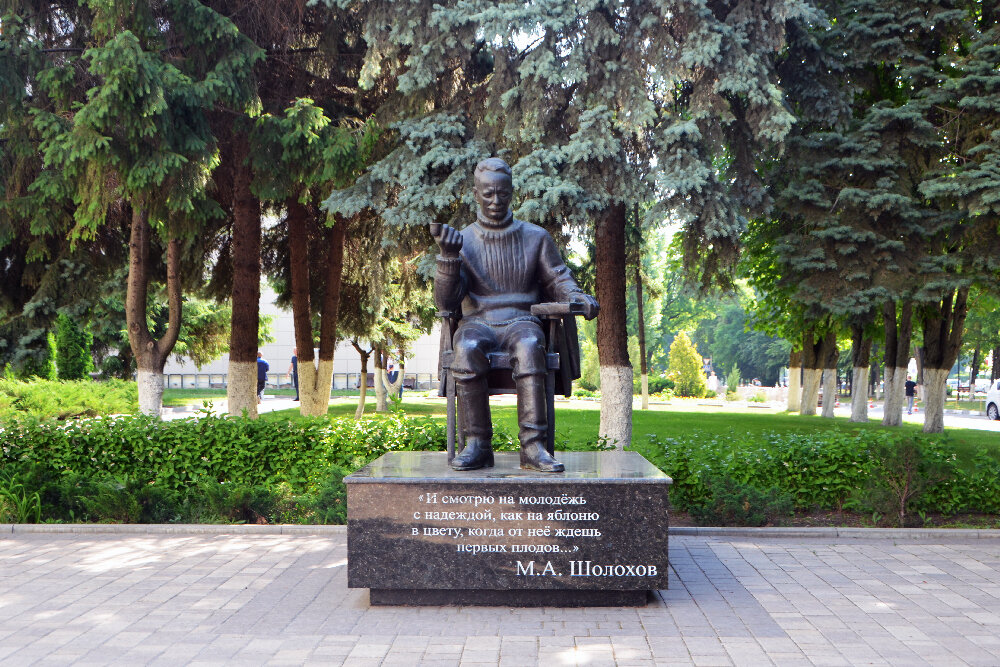 «И смотрю на молодёжь
с надеждой, как на яблоню
в цвету, когда от неё ждешь
первых плодов...»
М.А. Шолохов